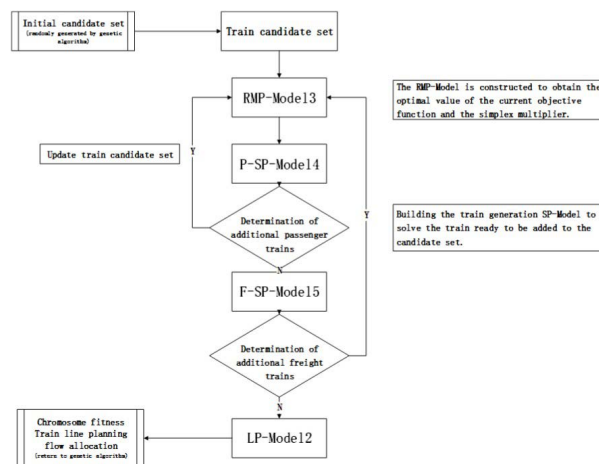 Initial candidate set
(randomly generated by genetic
algorithm)
Train candidate set
RMP-Model3
The RMP-Model is constructed to obtain the
optimal value of the current objective
function and the simplex multiplier.
Y
Update train candidate set
P-SP-Model4
Y
Determination of
additional passenger
trains
Building the train generation SP-Model to
solve the train ready to be added to the
candidate set.
N
F-SP-Model5
Determination of
additional freight
trains
N
Chromosome fitness
Train line planning
flow allocation
(return to genetic algorithm)
LP-Model2